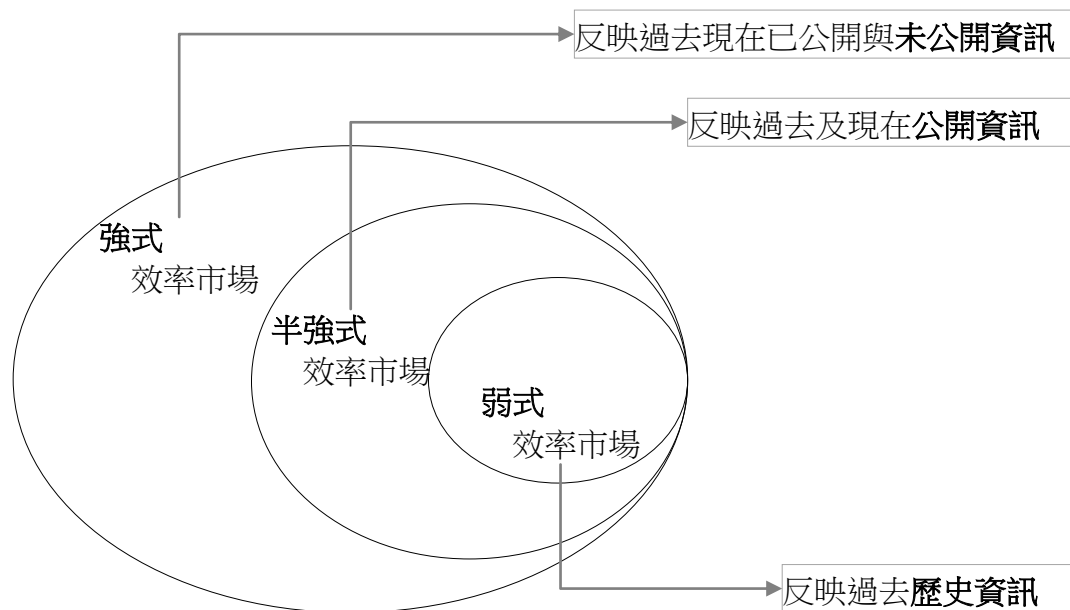 反映過去現在已公開與未公開資訊
反映過去及現在公開資訊
強式
效率市場
半強式
效率市場
弱式
效率市場
反映過去歷史資訊